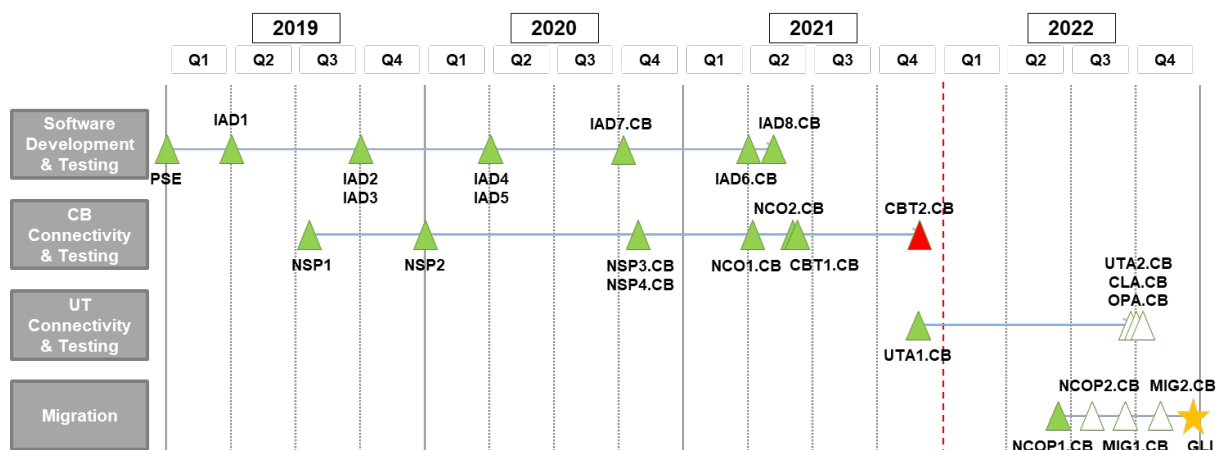 2019
2020
2021
2022
Q1 Q2 Q3 Q4 Q1 Q2 Q3 Q4 Q1 Q2 Q3 Q4 Q1 Q2 Q3 Q4
Software
Development
& Testing
IAD1
IAD7.CB
IAD8.CB
PSE
IAD2
IAD3
IAD4
IAD5
IAD6.CB
CB
Connectivity
& Testing
NCO2.CB
CBT2.CB
NSP1
NSP2
NSP3.CB
NSP4.CB
NCO1.CB
CBT1.CB
UT
Connectivity
& Testing
UTA2.CB
CLA.CB
OPA.CB
UTA1.CB
Migration
NCOP2.CB
MIG2.CB
NCOP1.CB
MIG1.CB
GLI